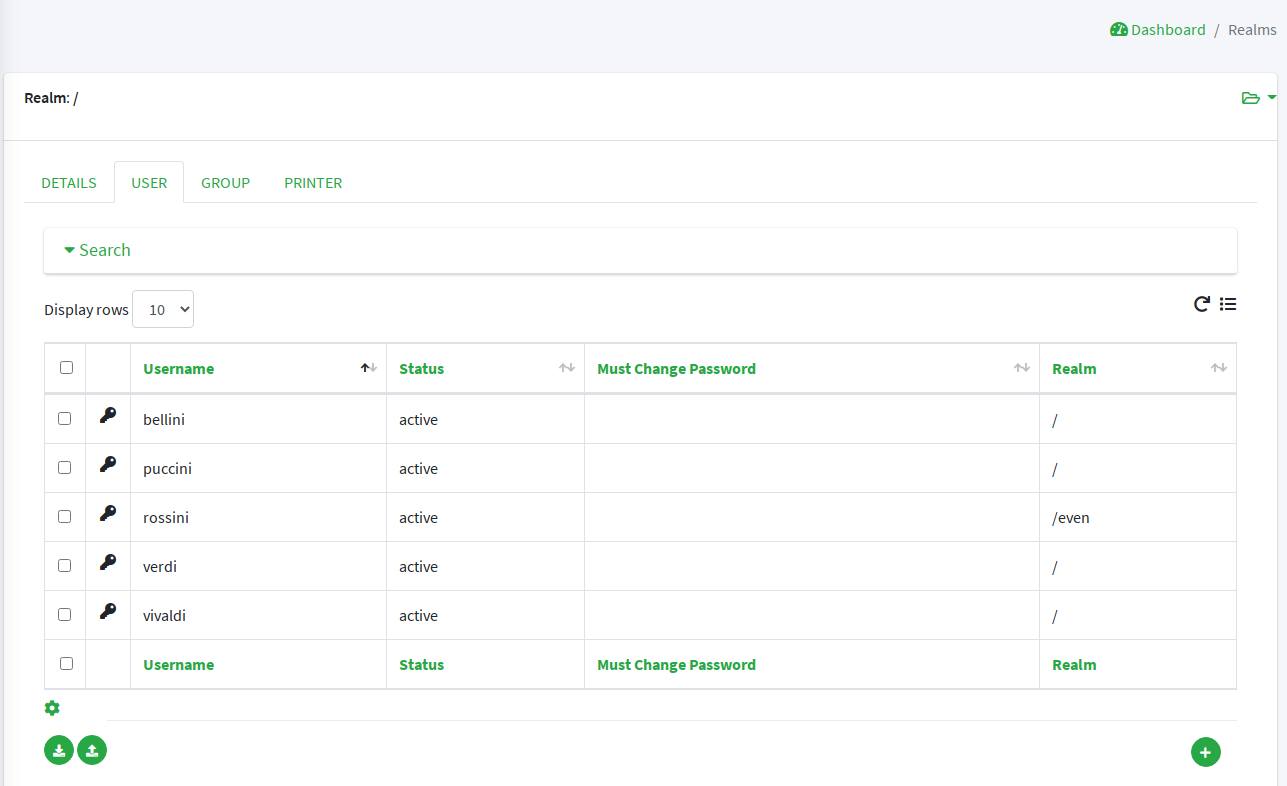 Dashboard / Realms
Realm: /
DETAILS USER GROUP PRINTER
Search
Display rows 10
Username Status Must Change Password Realm
bellini active /
puccini active /
rossini active /even
verdi active /
vivaldi active /
Username Status Must Change Password Realm